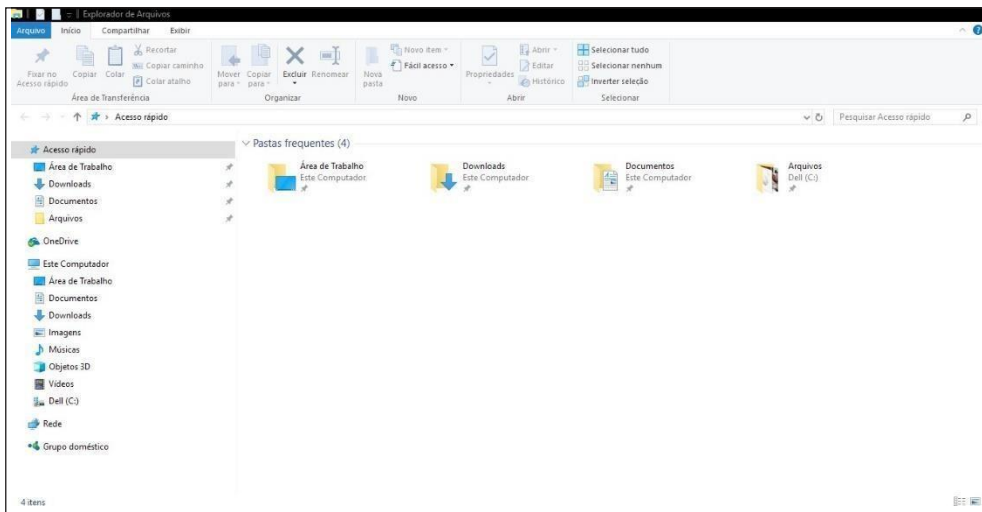 Explorador de Arquivos
Arquivo Início Compartilhar Exibir
Fixar no Acesso rápido
Copiar
Colar
Recortar
Copiar caminho
Colar atalho
Área de Transferência
Mover para
Copiar para
Excluir
Renomear
Organizar
Nova pasta
Novo item
Fácil acesso
Novo
Propriedades
Abrir
Editar
Histórico
Abrir
Selecionar tudo
Selecionar nenhum
Inverter seleção
Selecionar
Acesso rápido
Pesquisar Acesso rápido
Acesso rápido
Área de Trabalho
Downloads
Documentos
Arquivos
OneDrive
Este Computador
Área de Trabalho
Documentos
Downloads
Imagens
Músicas
Objetos 3D
Vídeos
Dell (C:)
Rede
Grupo doméstico
Pastas frequentes (4)
Área de Trabalho
Este Computador
Downloads
Este Computador
Documentos
Este Computador
Arquivos
Dell (C:)
4 itens